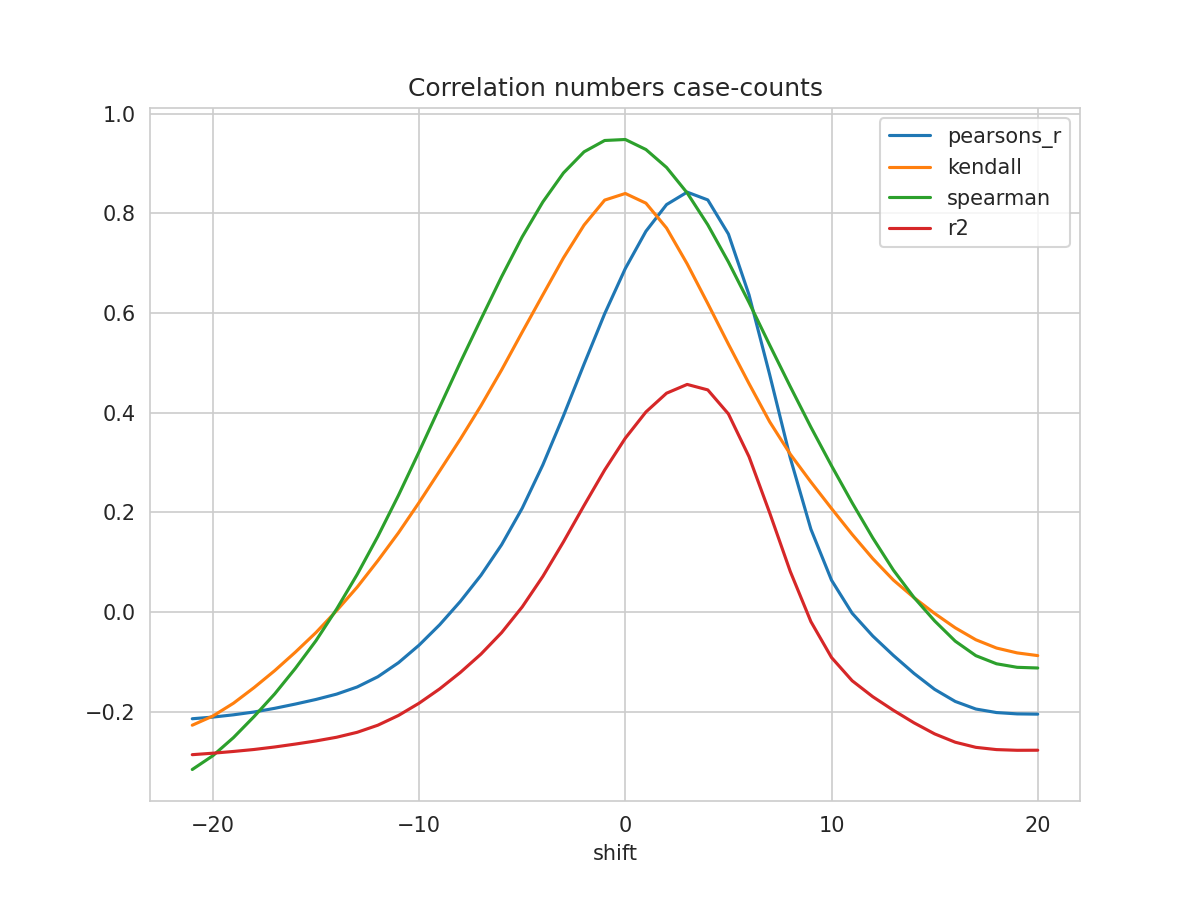 Correlation numbers case-counts
1.0
0.8
0.6
0.4
0.2
0.0
−0.2
pearsons_r
kendall
spearman
r2
−20 −10 0 10 20
shift